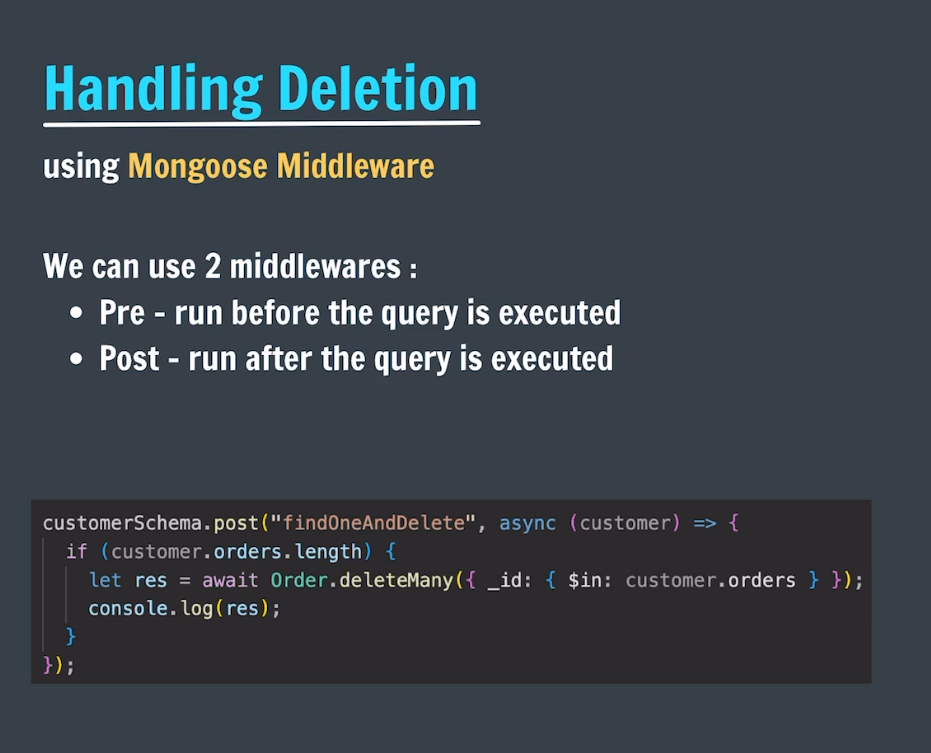 Handling Deletion
using Mongoose Middleware
We can use 2 middlewares :
• Pre - run before the query is executed
• Post - run after the query is executed
customerSchema.post("findOneAndDelete", async (customer) => {
  if (customer.orders.length) {
    let res = await Order.deleteMany({ _id: { $in: customer.orders } });
    console.log(res);
  }
});